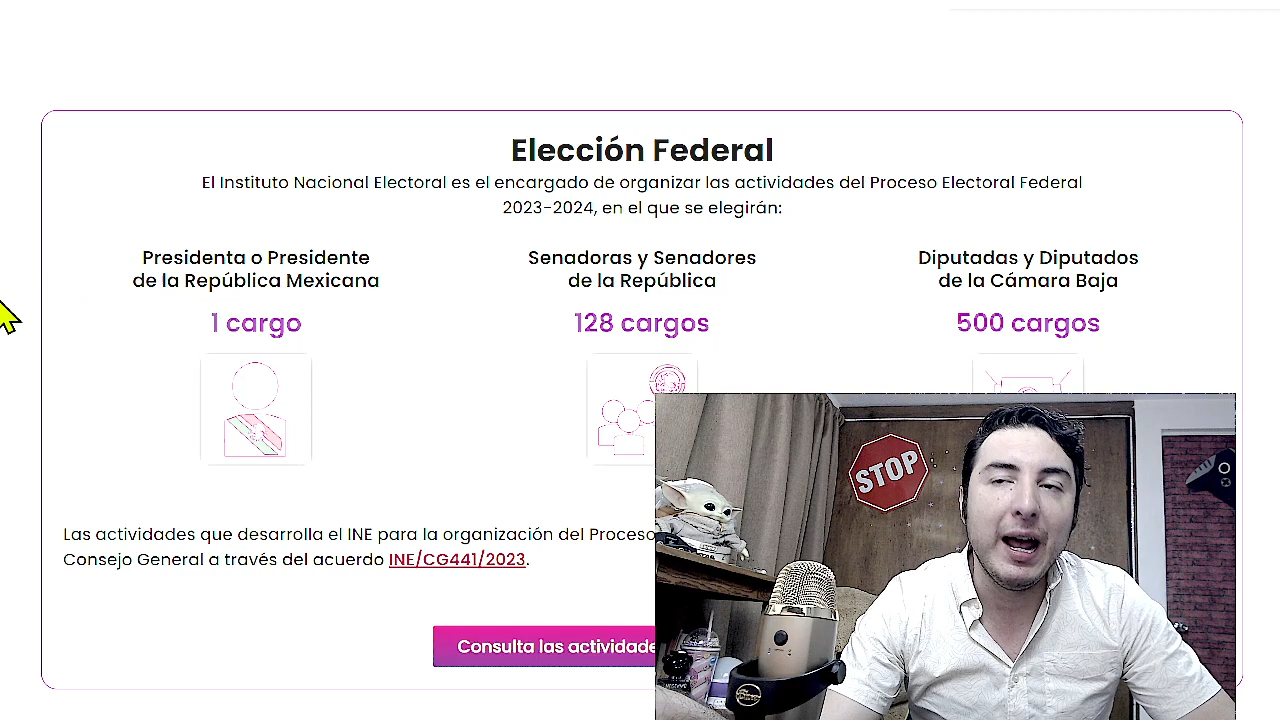 Elección Federal
El Instituto Nacional Electoral es el encargado de organizar las actividades del Proceso Electoral Federal
2023-2024, en el que se elegirán:
Presidenta o Presidente
de la República Mexicana
1 cargo
Senadoras y Senadores
de la República
128 cargos
Diputadas y Diputados
de la Cámara Baja
500 cargos
Las actividades que desarrolla el INE para la organización del Proceso
Consejo General a través del acuerdo INE/CG441/2023.
Consulta las actividade
STOP